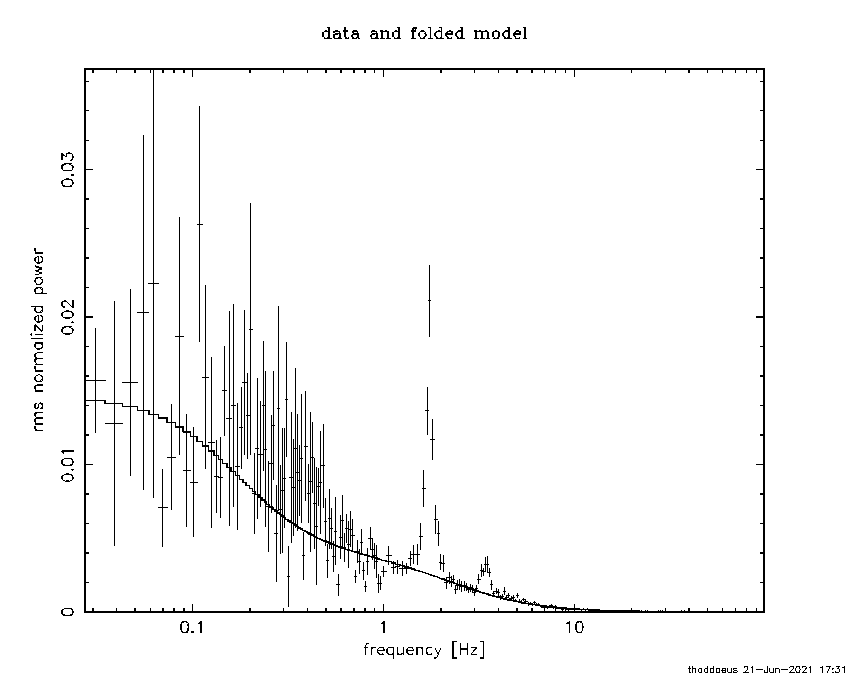 data and folded model
rms normalized power
0.03
0.02
0.01
0
0.1 1 10
frequency [Hz]
thaddaeus 21-Jun-2021 17:31